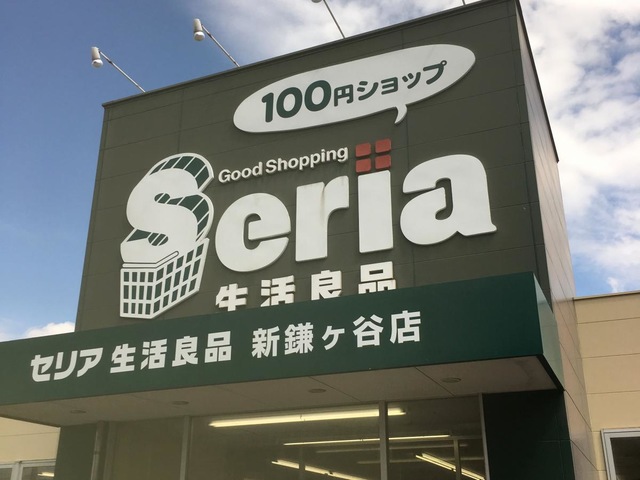 100円ショップ
Good Shopping
Seria
生活良品
セリア 生活良品 新鎌ヶ谷店